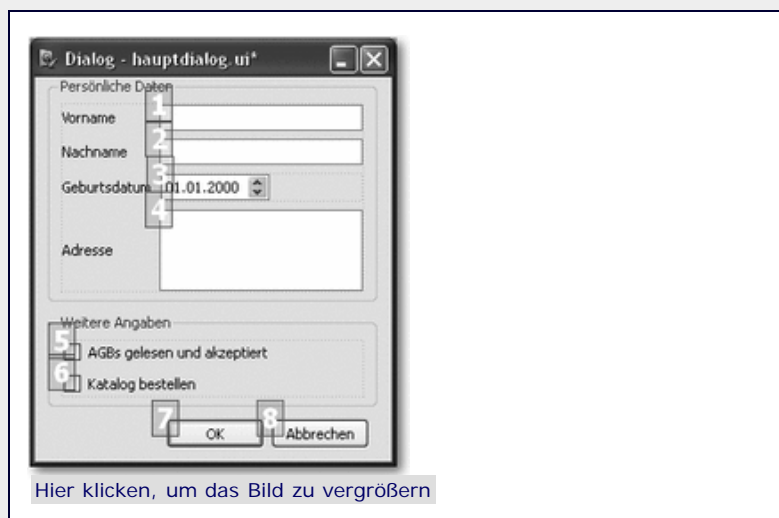 Dialog - hauptdialog.ui*
Persönliche Daten
1
Vorname
2
Nachname
3
Geburtsdatum 01.01.2000
4
Adresse
Weitere Angaben
5
AGBs gelesen und akzeptiert
6
Katalog bestellen
7 OK 8 Abbrechen
Hier klicken, um das Bild zu vergrößern